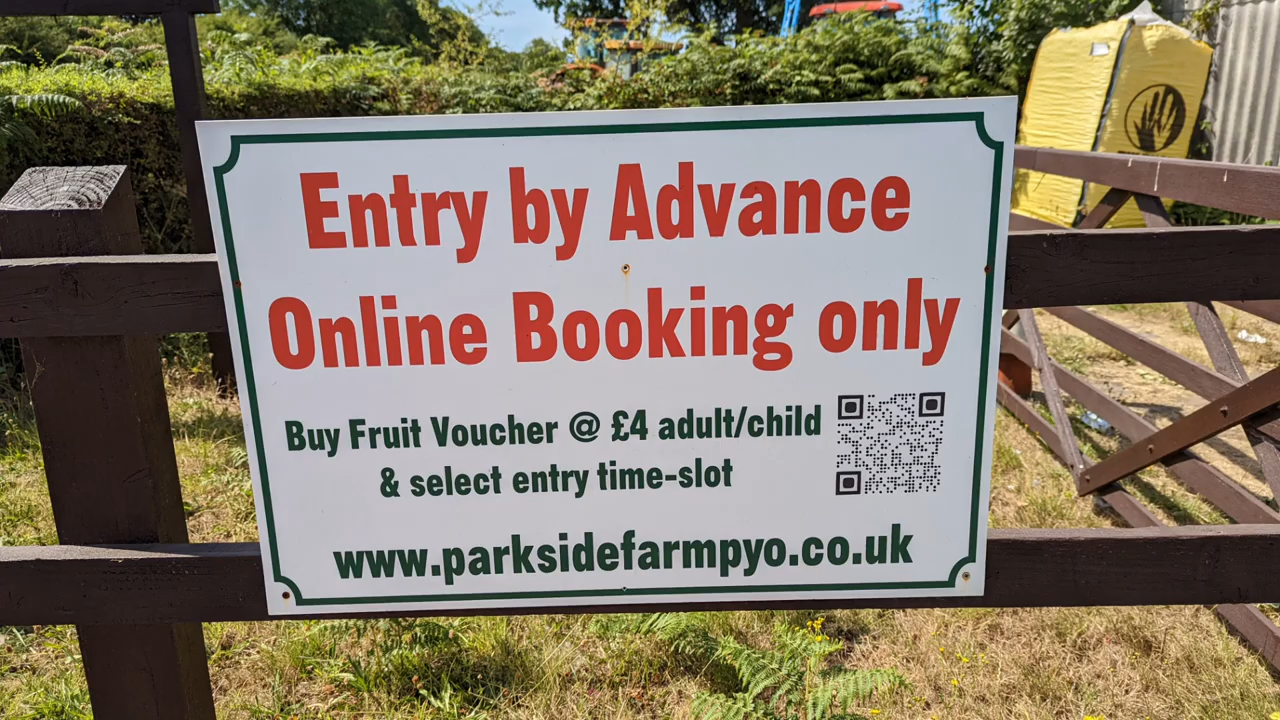 Entry by Advance
Online Booking only
Buy Fruit Voucher @ £4 adult/child
& select entry time-slot
www.parksidefarmpyo.co.uk